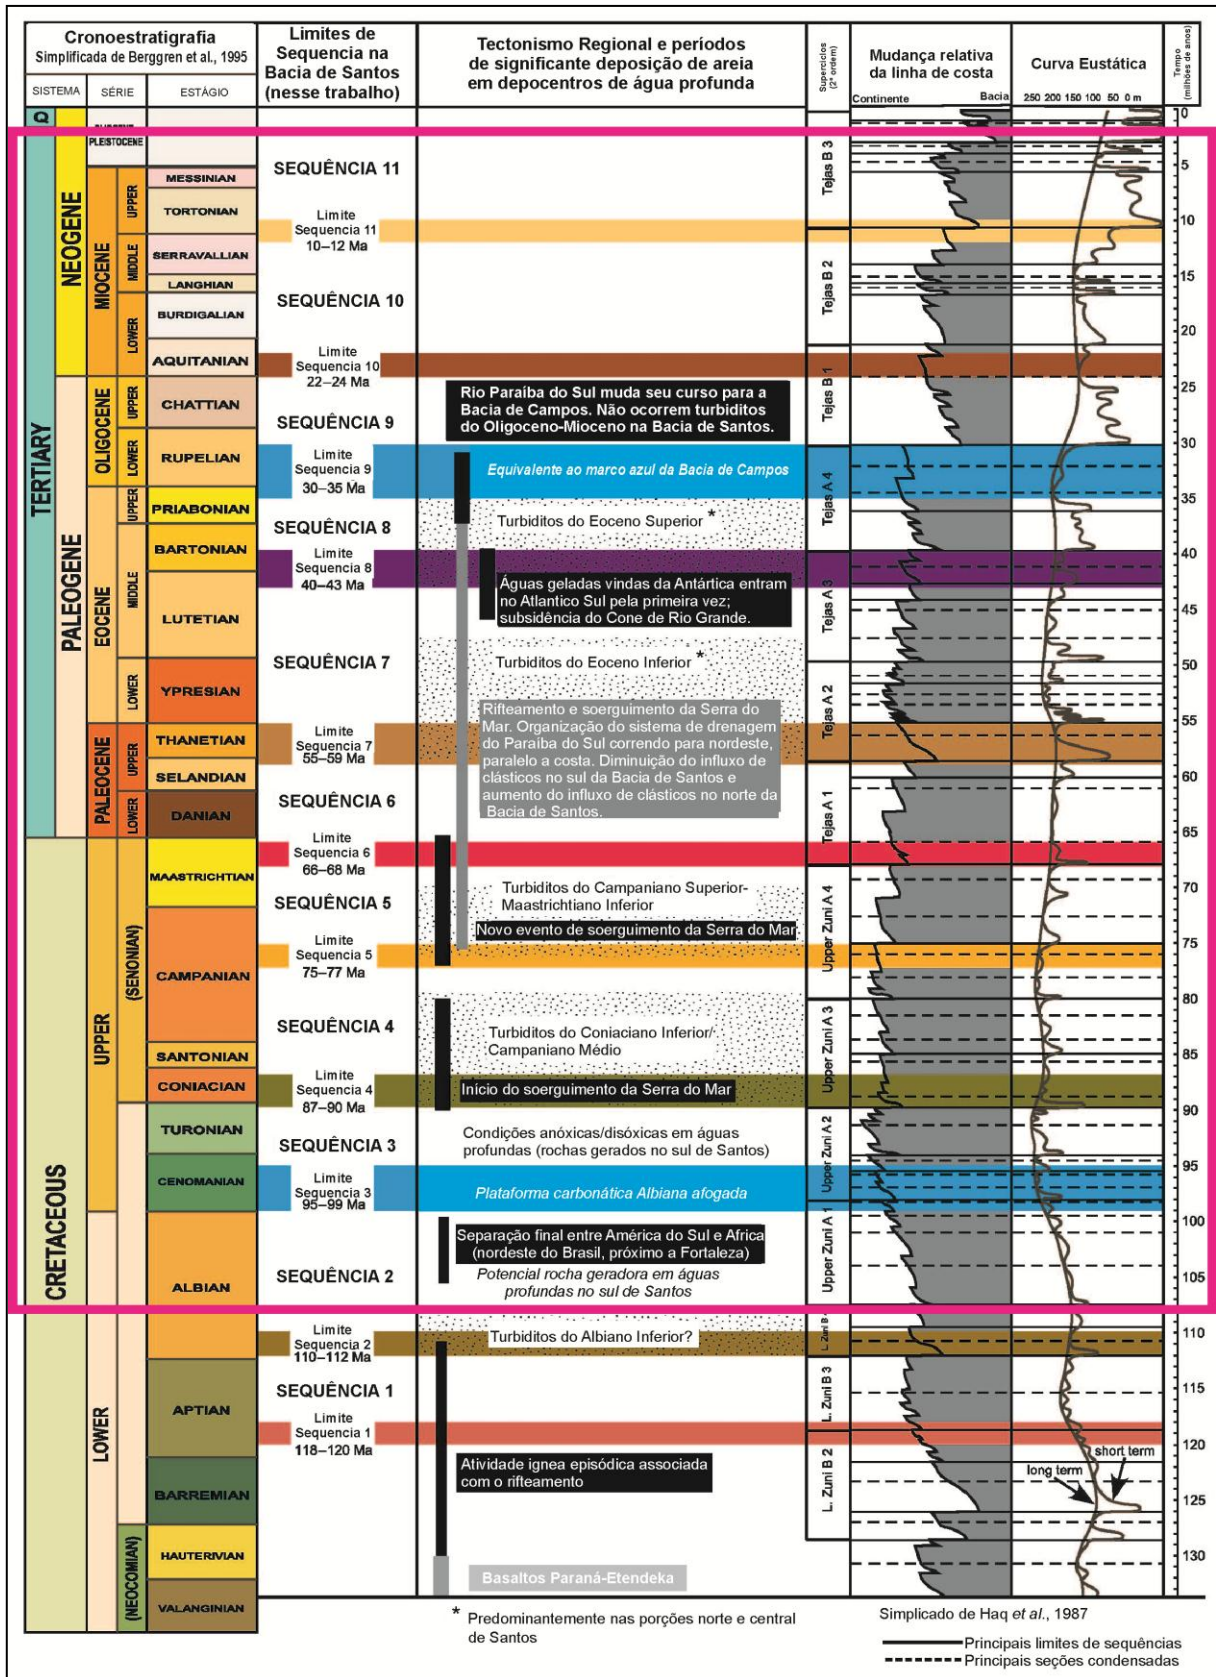 Cronoestratigrafia
Simplificada de Berggren et al., 1995
SISTEMA
SÉRIE
ESTÁGIO
Limites de
Sequencia na
Bacia de Santos
(nesse trabalho)
Tectonismo Regional e períodos
de significante deposição de areia
em depocentros de água profunda
Superciclos
(2ª ordem)
Mudança relativa
da linha de costa
Continente
Bacia
Curva Eustática
250 200 150 100 50 0 m
Tempo
(milhões de anos)
Q
TERTIARY
CRETACEOUS
NEOGENE
PALEOGENE
PLEISTOCENE
MIOCENE
OLIGOCENE
EOCENE
PALEOCENE
UPPER
LOWER
UPPER
MIDDLE
LOWER
UPPER
LOWER
UPPER
MIDDLE
LOWER
UPPER
LOWER
(SENONIAN)
(NEOCOMIAN)
MESSINIAN
TORTONIAN
SERRAVALLIAN
LANGHIAN
BURDIGALIAN
AQUITANIAN
CHATTIAN
RUPELIAN
PRIABONIAN
BARTONIAN
LUTETIAN
YPRESIAN
THANETIAN
SELANDIAN
DANIAN
MAASTRICHTIAN
CAMPANIAN
SANTONIAN
CONIACIAN
TURONIAN
CENOMANIAN
ALBIAN
APTIAN
BARREMIAN
HAUTERIVIAN
VALANGINIAN
SEQUÊNCIA 11
Limite
Sequencia 11
10–12 Ma
SEQUÊNCIA 10
Limite
Sequencia 10
22–24 Ma
SEQUÊNCIA 9
Limite
Sequencia 9
30–35 Ma
SEQUÊNCIA 8
Limite
Sequencia 8
40–43 Ma
SEQUÊNCIA 7
Limite
Sequencia 7
55–59 Ma
SEQUÊNCIA 6
Limite
Sequencia 6
66–68 Ma
SEQUÊNCIA 5
Limite
Sequencia 5
75–77 Ma
SEQUÊNCIA 4
Limite
Sequencia 4
87–90 Ma
SEQUÊNCIA 3
Limite
Sequencia 3
95–99 Ma
SEQUÊNCIA 2
Limite
Sequencia 2
110–112 Ma
SEQUÊNCIA 1
Limite
Sequencia 1
118–120 Ma
Rio Paraíba do Sul muda seu curso para a
Bacia de Campos. Não ocorrem turbiditos
do Oligoceno-Mioceno na Bacia de Santos.
Equivalente ao marco azul da Bacia de Campos
Turbiditos do Eoceno Superior *
Águas geladas vindas da Antártica entram
no Atlantico Sul pela primeira vez;
subsidência do Cone de Rio Grande.
Turbiditos do Eoceno Inferior *
Rifteamento e soerguimento da Serra do
Mar. Organização do sistema de drenagem
do Paraiba do Sul correndo para nordeste,
paralelo a costa. Diminuição do influxo de
clásticos no sul da Bacia de Santos e
aumento do influxo de clásticos no norte da
Bacia de Santos.
Turbiditos do Campaniano Superior-
Maastrichtiano Inferior
Novo evento de soerguimento da Serra do Mar
Turbiditos do Coniaciano Inferior/
Campaniano Médio
Início do soerguimento da Serra do Mar
Condições anóxicas/disóxicas em águas
profundas (rochas gerados no sul de Santos)
Plataforma carbonática Albiana afogada
Separação final entre América do Sul e Africa
(nordeste do Brasil, próximo a Fortaleza)
Potencial rocha geradora em águas
profundas no sul de Santos
Turbiditos do Albiano Inferior?
Atividade ignea episódica associada
com o rifteamento
Basaltos Paraná-Etendeka
Tejas B 3
Tejas B 2
Tejas B 1
Tejas A 4
Tejas A 3
Tejas A 2
Tejas A 1
Upper Zuni A 4
Upper Zuni A 3
Upper Zuni A 2
Upper Zuni A 1
L. Zuni B
L. Zuni B 3
L. Zuni B 2
long term
short term
0
5
10
15
20
25
30
35
40
45
50
55
60
65
70
75
80
85
90
95
100
105
110
115
120
125
130
* Predominantemente nas porções norte e central
de Santos
Simplicado de Haq et al., 1987
Principais limites de sequências
Principais seções condensadas